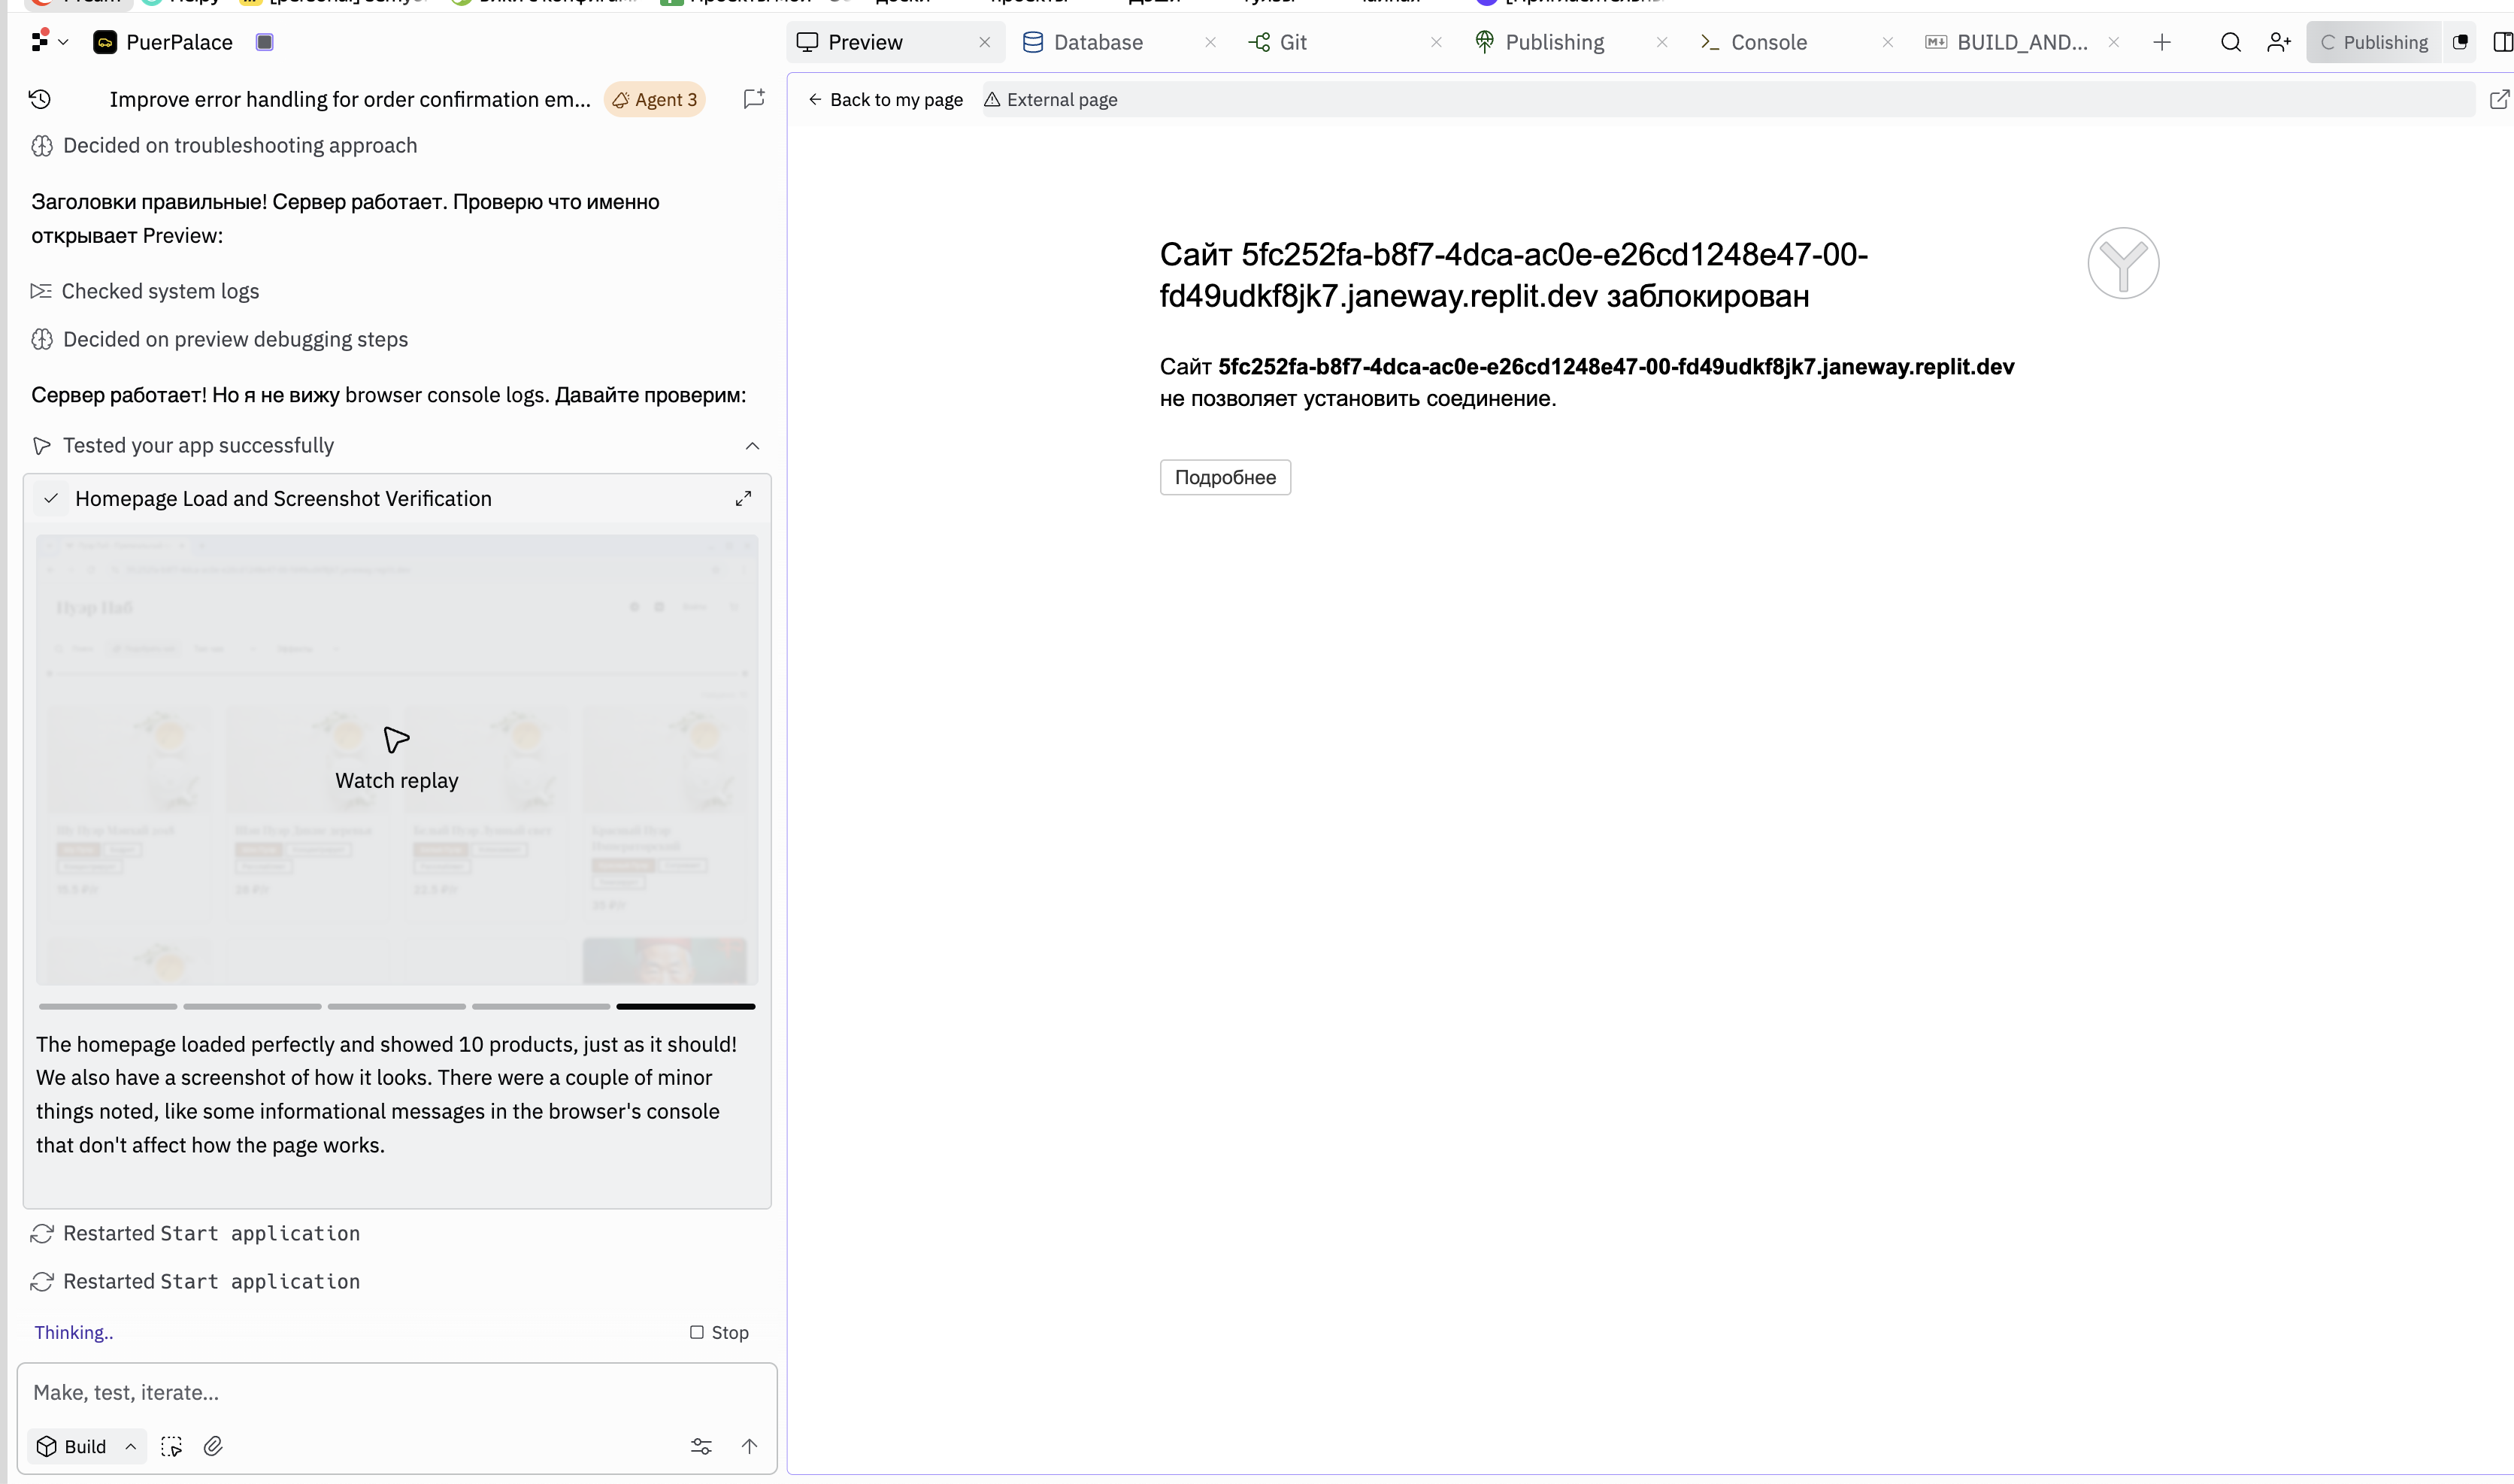 PuerPalace
Preview
Database
Git
Publishing
Console
BUILD_AND...
Publishing
Improve error handling for order confirmation em...
Agent 3
Back to my page
External page
Decided on troubleshooting approach
Заголовки правильные! Сервер работает. Проверю что именно
открывает Preview:
Checked system logs
Decided on preview debugging steps
Сервер работает! Но я не вижу browser console logs. Давайте проверим:
Tested your app successfully
Homepage Load and Screenshot Verification
Watch replay
The homepage loaded perfectly and showed 10 products, just as it should!
We also have a screenshot of how it looks. There were a couple of minor
things noted, like some informational messages in the browser's console
that don't affect how the page works.
Restarted Start application
Restarted Start application
Thinking..
Stop
Make, test, iterate...
Build
Сайт 5fc252fa-b8f7-4dca-ac0e-e26cd1248e47-00-
fd49udkf8jk7.janeway.replit.dev заблокирован
Сайт 5fc252fa-b8f7-4dca-ac0e-e26cd1248e47-00-fd49udkf8jk7.janeway.replit.dev
не позволяет установить соединение.
Подробнее